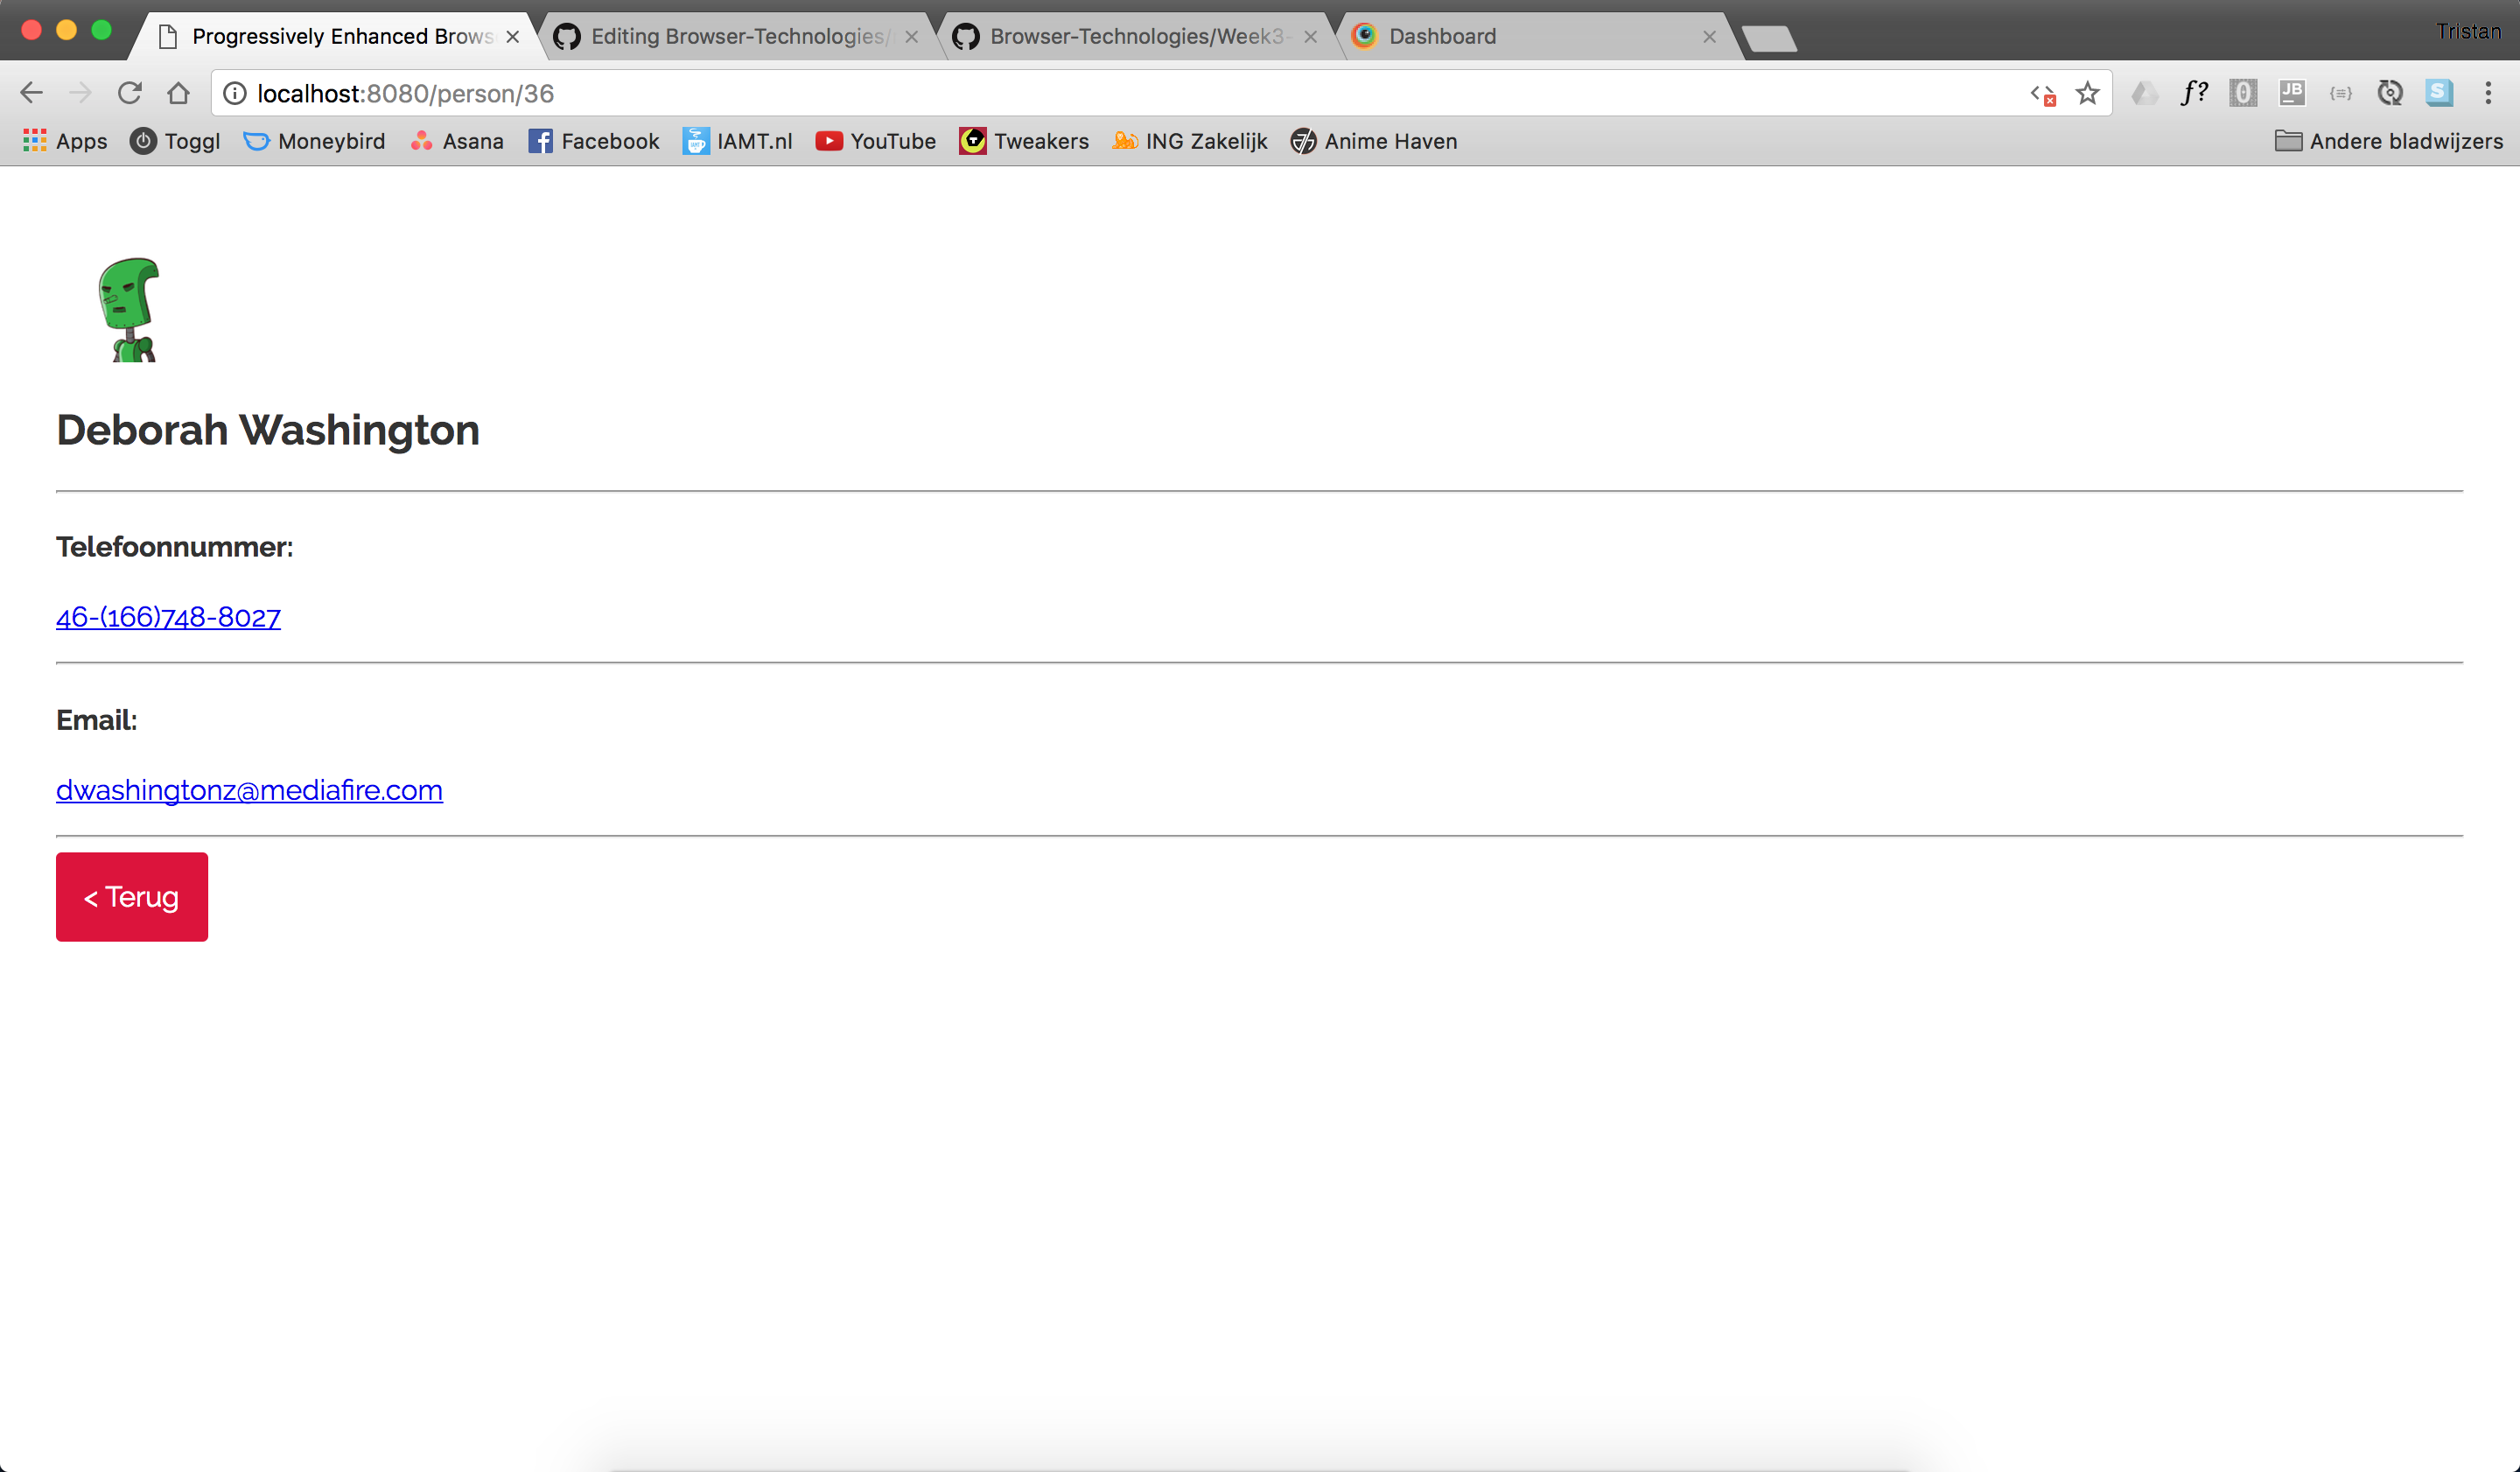 Progressively Enhanced Brows
Editing Browser-Technologies/
Browser-Technologies/Week3-
Dashboard
Tristan
localhost:8080/person/36
f?
0
JB
{≡}
S
Apps
Toggl
Moneybird
Asana
Facebook
IAMT.nl
YouTube
Tweakers
ING Zakelijk
Anime Haven
Andere bladwijzers
Deborah Washington
Telefoonnummer:
46-(166)748-8027
Email:
dwashingtonz@mediafire.com
< Terug